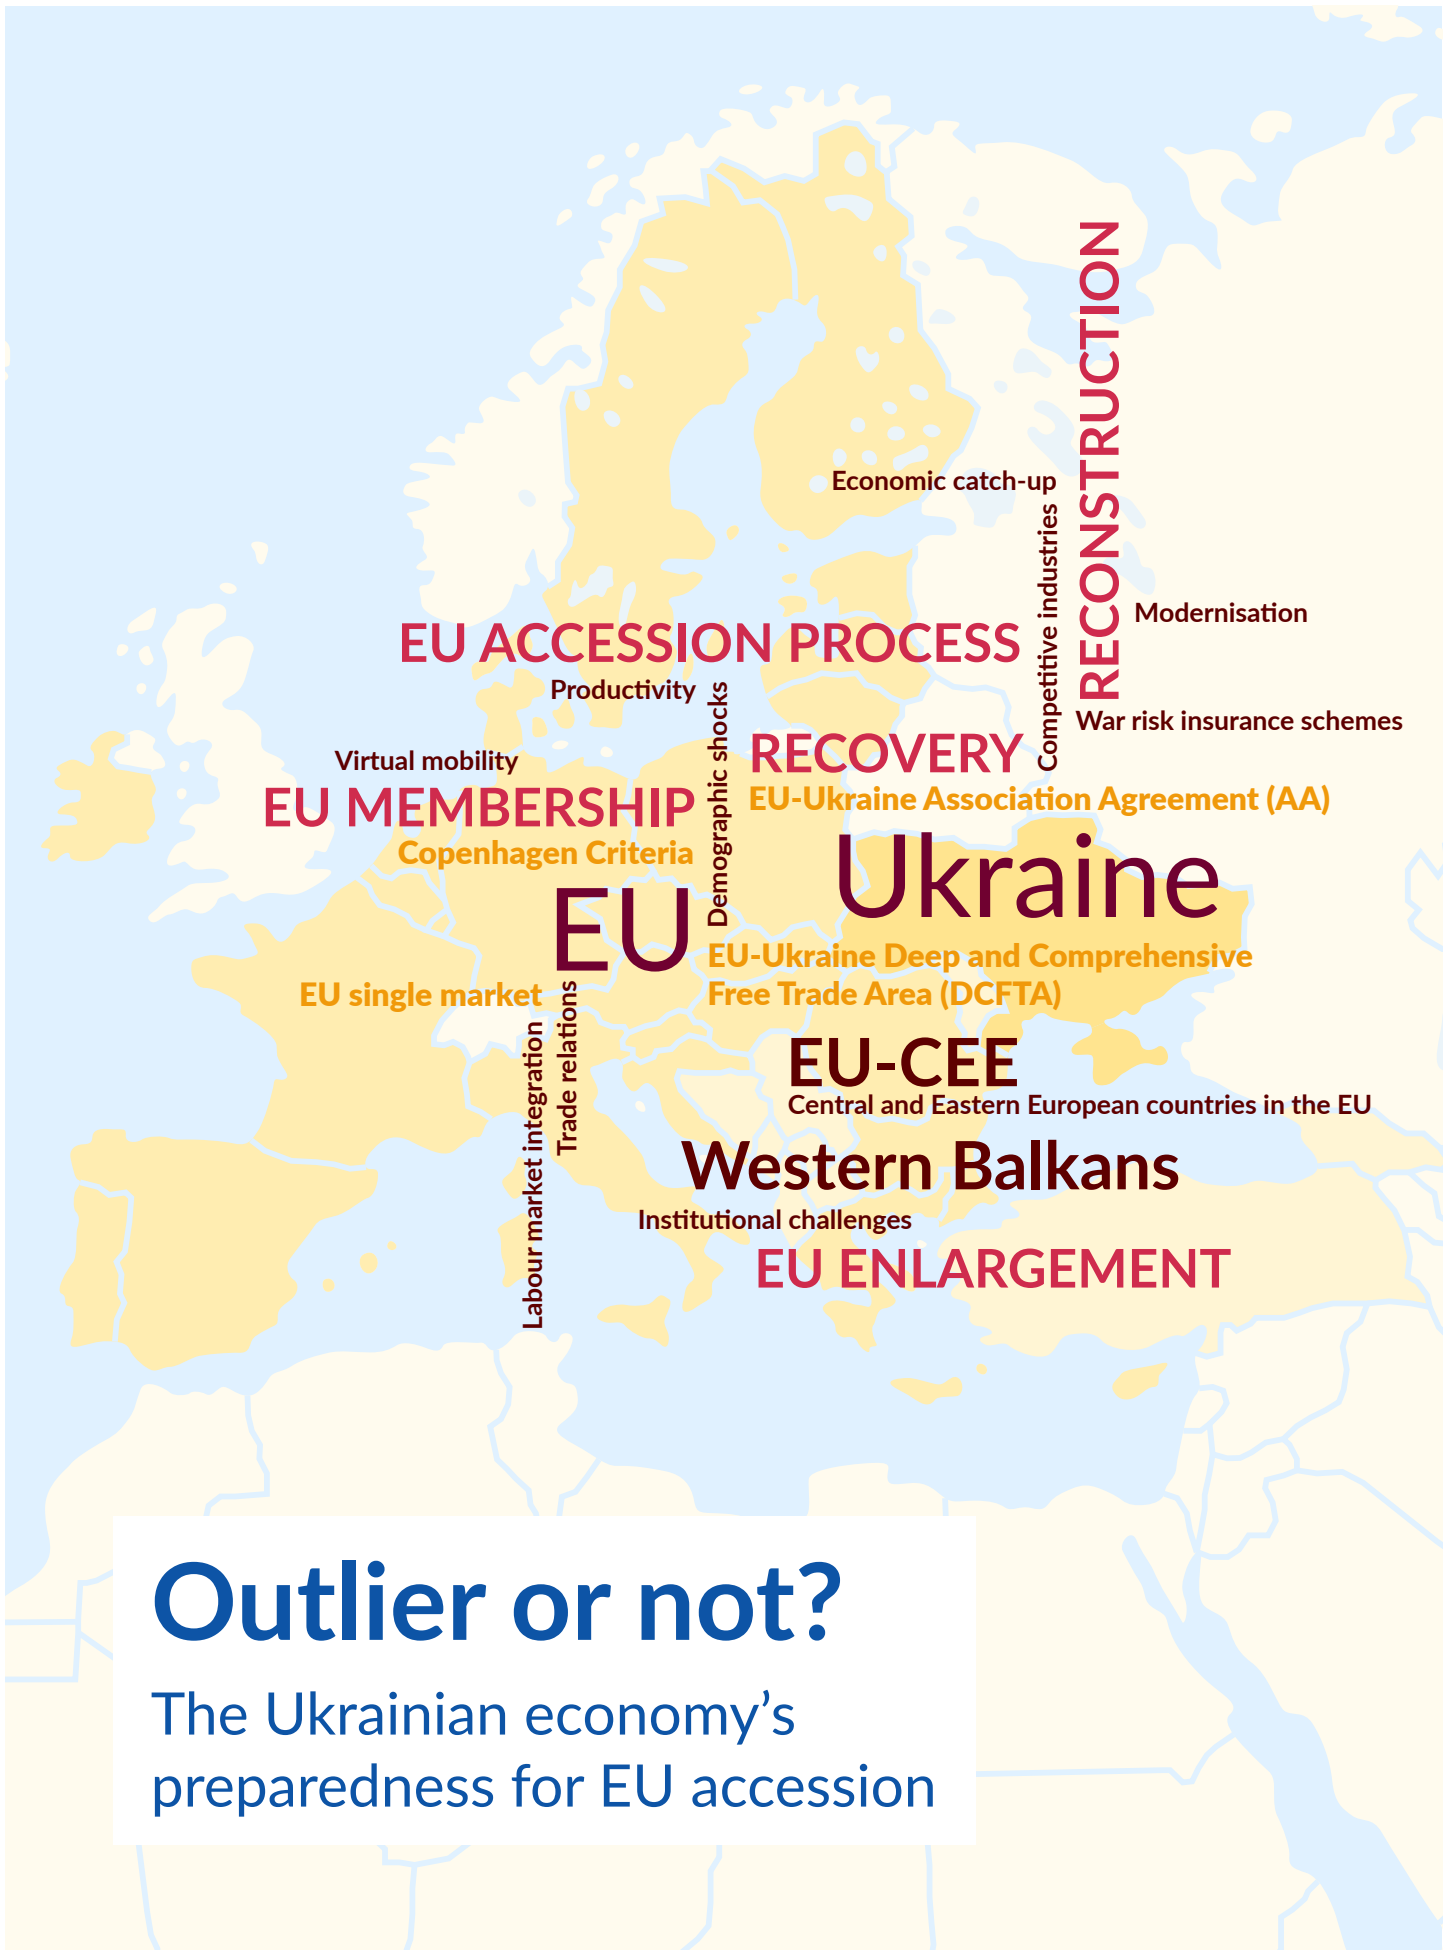 RECONSTRUCTION
Economic catch-up
Competitive industries
Modernisation
EU ACCESSION PROCESS
Productivity
Demographic shocks
War risk insurance schemes
RECOVERY
Virtual mobility
EU MEMBERSHIP
EU-Ukraine Association Agreement (AA)
Copenhagen Criteria
Ukraine
EU
EU-Ukraine Deep and Comprehensive
Free Trade Area (DCFTA)
EU single market
Trade relations
Labour market integration
EU-CEE
Central and Eastern European countries in the EU
Western Balkans
Institutional challenges
EU ENLARGEMENT
Outlier or not?
The Ukrainian economy’s
preparedness for EU accession